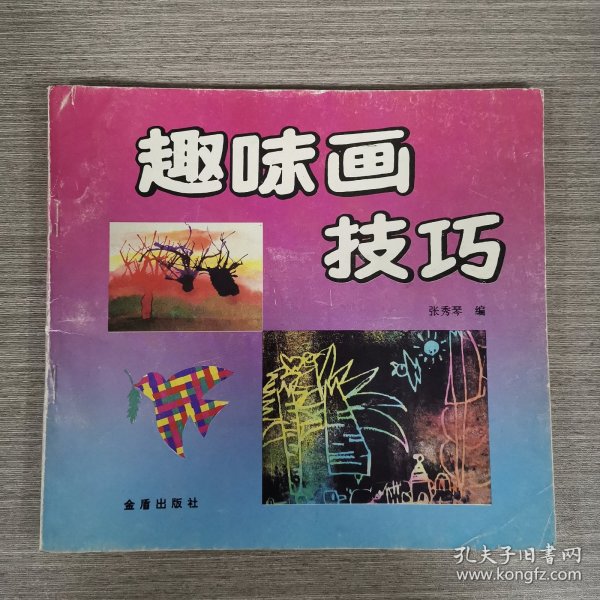 趣味画
技巧
张秀琴 编
金盾出版社
孔夫子旧书网
www.kongfz.com